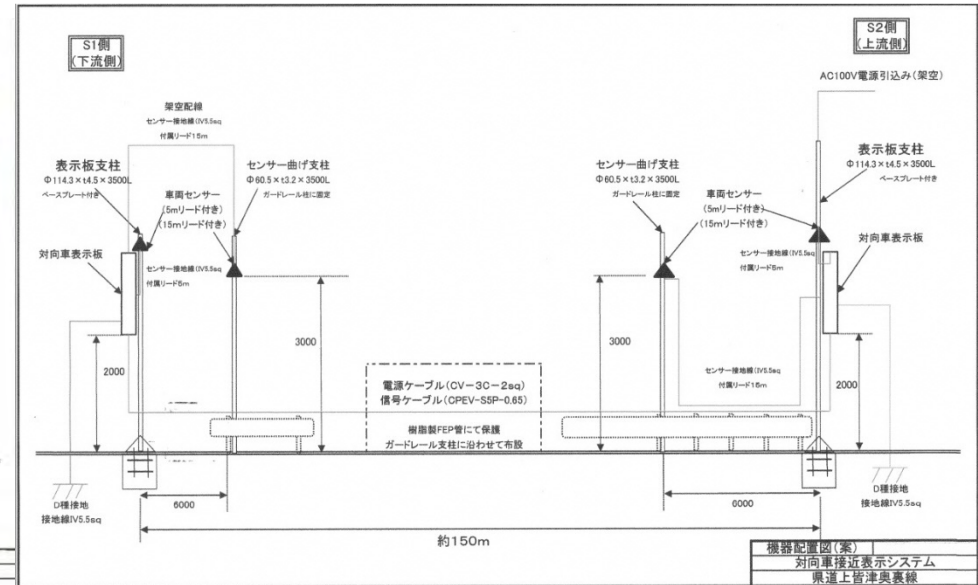 S1側
(下流側)
S2側
(上流側)
AC100V電源引込み(架空)
架空配線
センサー接地線(IV5.5sq
付属リード15m
表示板支柱
Φ114.3×t4.5×3500L
ベースプレート付き
センサー曲げ支柱
Φ60.5×t3.2×3500L
ガードレール柱に固定
車両センサー
(5mリード付き)
(15mリード付き)
対向車表示板
センサー接地線(IV5.5sq
付属リード5m
センサー曲げ支柱
Φ60.5×t3.2×3500L
ガードレール柱に固定
車両センサー
(5mリード付き)
(15mリード付き)
表示板支柱
Φ114.3×t4.5×3500L
ベースプレート付き
対向車表示板
センサー接地線(IV5.5sq
付属リード5m
2000
3000
3000
2000
センサー接地線(IV5.5sq
付属リード15m
電源ケーブル(CV-3C-2sq)
信号ケーブル(CPEV-S5P-0.65)
樹脂製FEP管にて保護
ガードレール支柱に沿わせて布設
D種接地
接地線IV5.5sq
6000
6000
D種接地
接地線IV5.5sq
約150m
機器配置図(案)
対向車接近表示システム
県道上皆津奥裏線